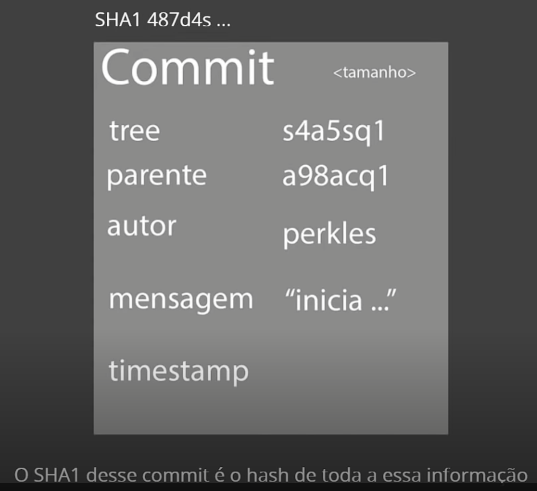 SHA1 487d4s ...
Commit <tamanho>
tree s4a5sq1
parente a98acq1
autor perkles
mensagem “inicia ...”
timestamp
O SHA1 desse commit é o hash de toda a essa informação